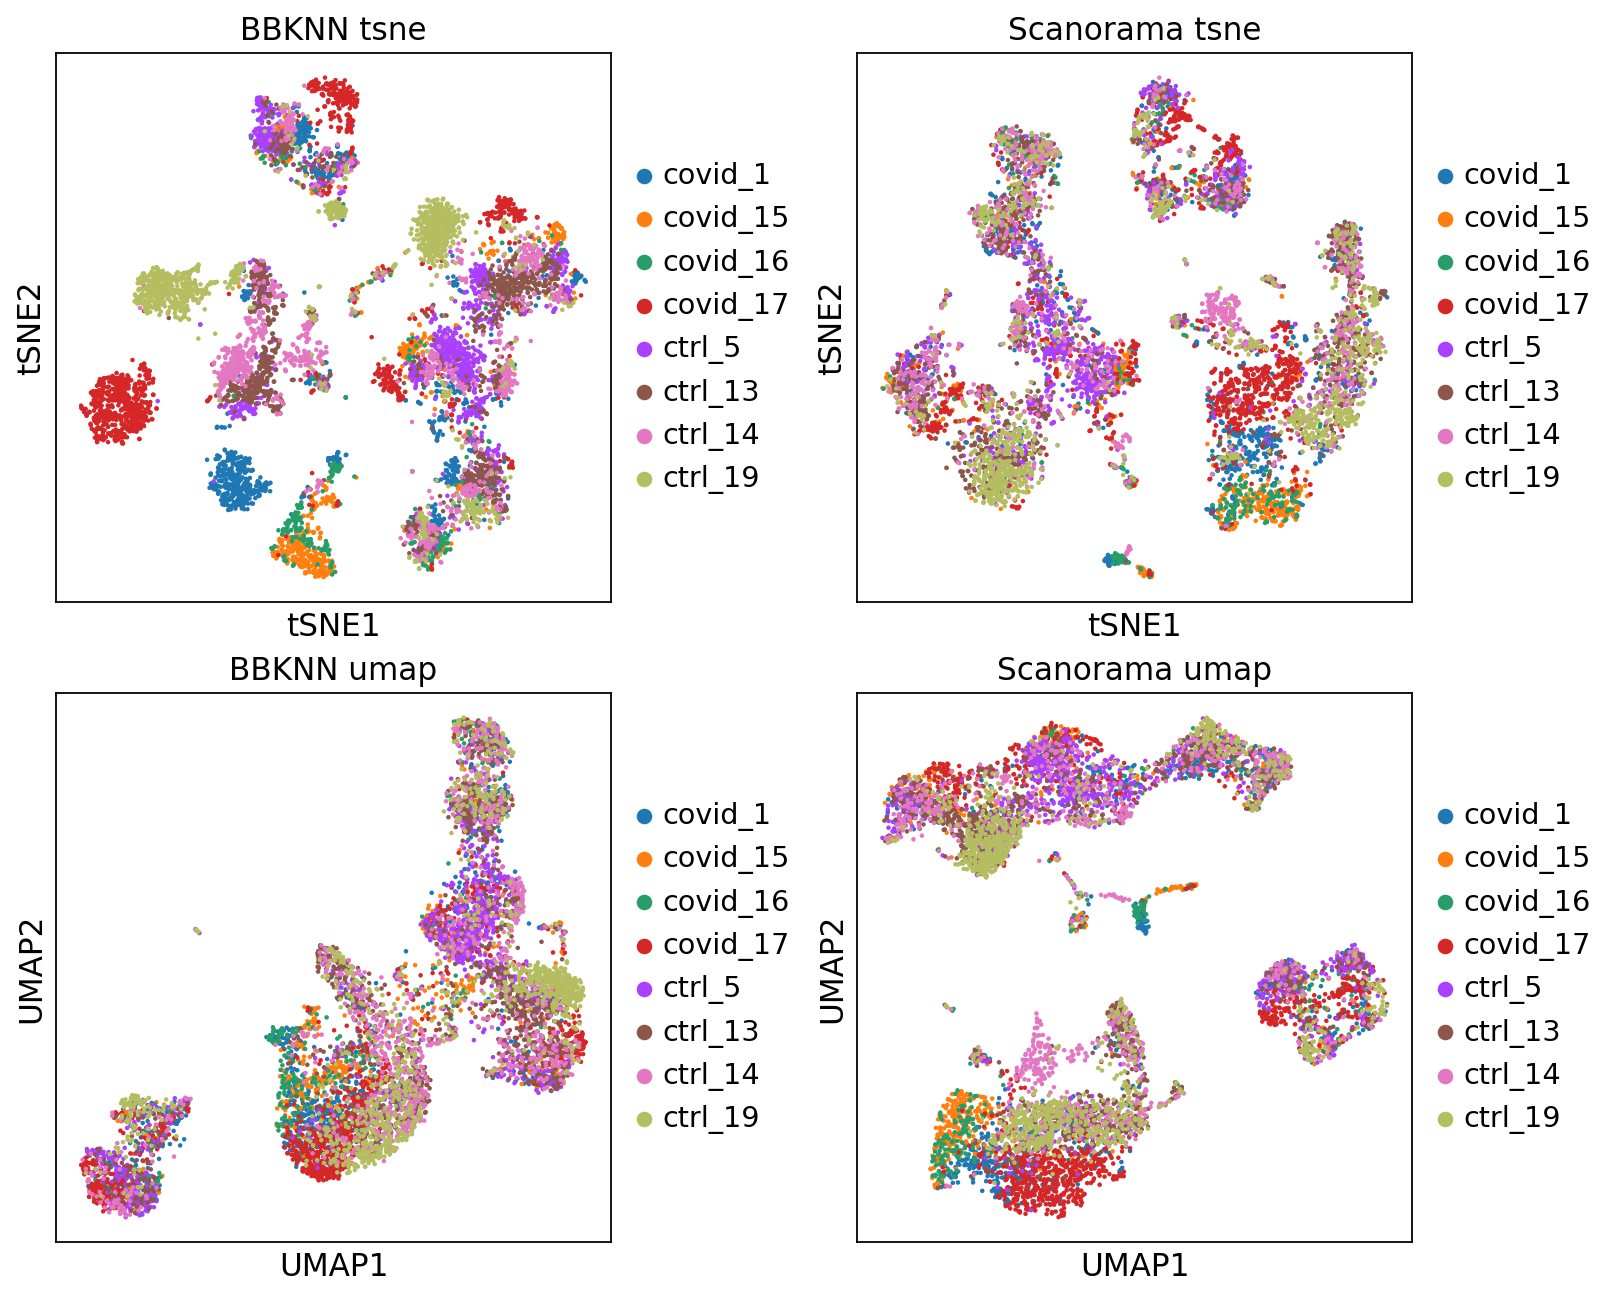 BBKNN tsne
tSNE2
tSNE1
covid_1
covid_15
covid_16
covid_17
ctrl_5
ctrl_13
ctrl_14
ctrl_19
Scanorama tsne
tSNE2
tSNE1
covid_1
covid_15
covid_16
covid_17
ctrl_5
ctrl_13
ctrl_14
ctrl_19
BBKNN umap
UMAP2
UMAP1
covid_1
covid_15
covid_16
covid_17
ctrl_5
ctrl_13
ctrl_14
ctrl_19
Scanorama umap
UMAP2
UMAP1
covid_1
covid_15
covid_16
covid_17
ctrl_5
ctrl_13
ctrl_14
ctrl_19